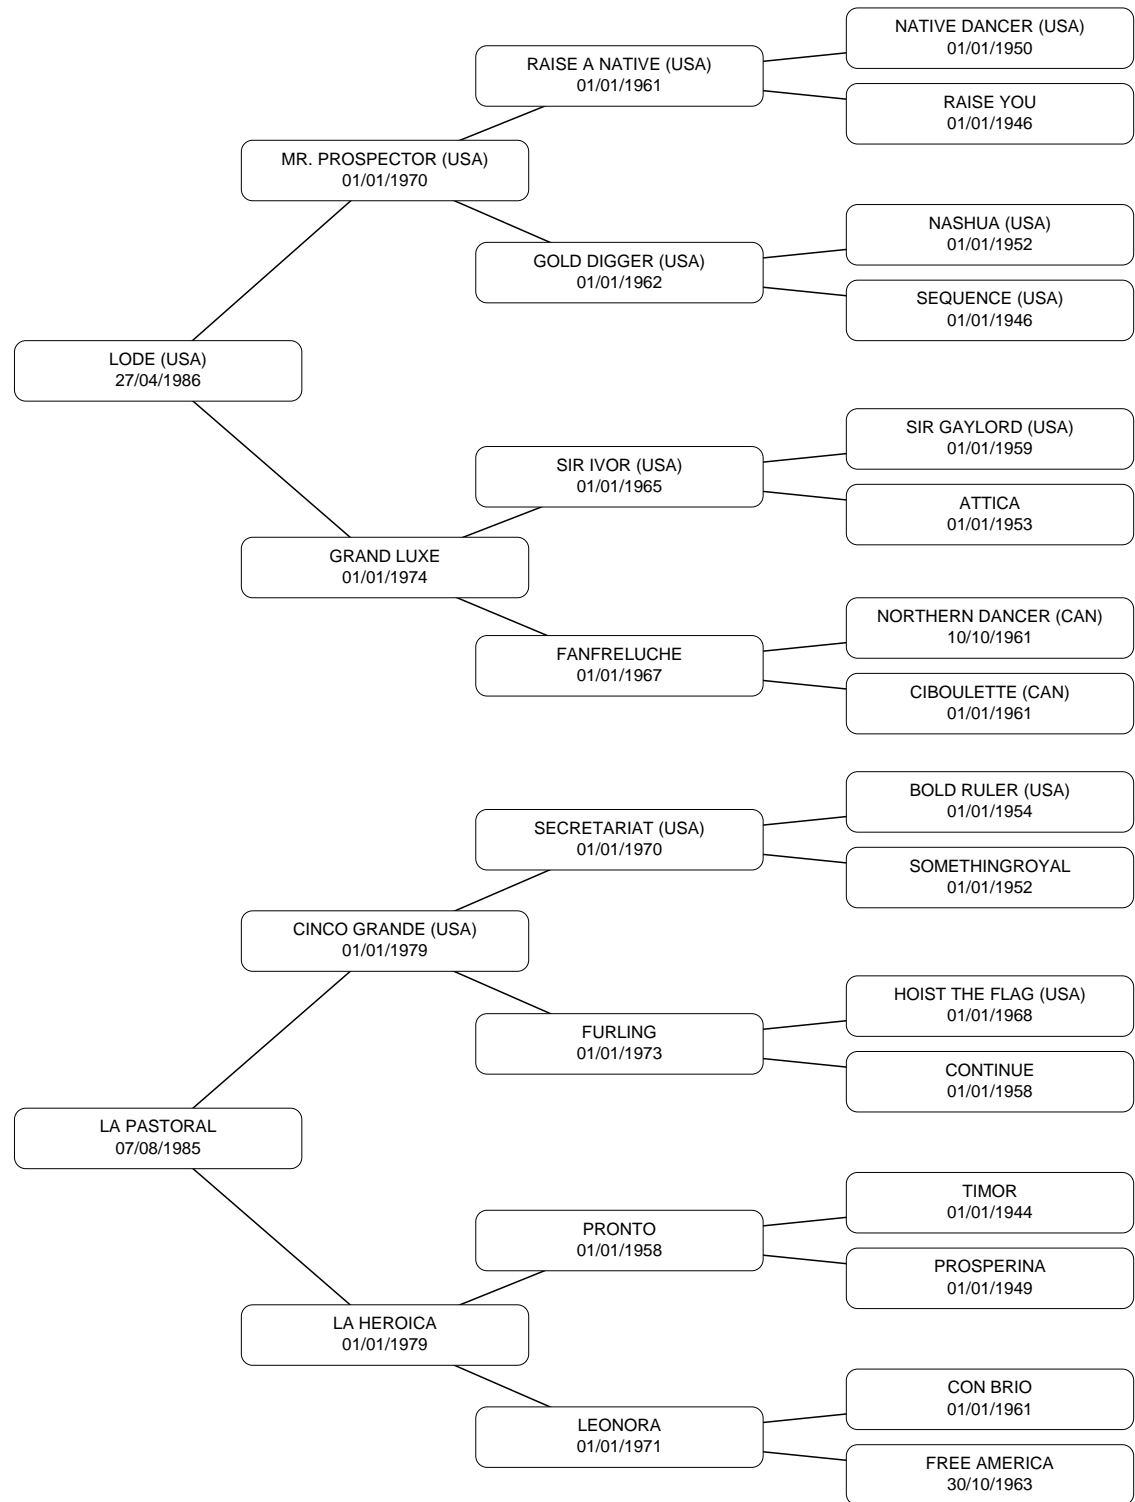 NATIVE DANCER (USA)
01/01/1950
RAISE A NATIVE (USA)
01/01/1961
RAISE YOU
01/01/1946
MR. PROSPECTOR (USA)
01/01/1970
NASHUA (USA)
01/01/1952
GOLD DIGGER (USA)
01/01/1962
SEQUENCE (USA)
01/01/1946
LODE (USA)
27/04/1986
SIR GAYLORD (USA)
01/01/1959
SIR IVOR (USA)
01/01/1965
ATTICA
01/01/1953
GRAND LUXE
01/01/1974
NORTHERN DANCER (CAN)
10/10/1961
FANFRELUCHE
01/01/1967
CIBOULETTE (CAN)
01/01/1961
BOLD RULER (USA)
01/01/1954
SECRETARIAT (USA)
01/01/1970
SOMETHINGROYAL
01/01/1952
CINCO GRANDE (USA)
01/01/1979
HOIST THE FLAG (USA)
01/01/1968
FURLING
01/01/1973
CONTINUE
01/01/1958
LA PASTORAL
07/08/1985
TIMOR
01/01/1944
PRONTO
01/01/1958
PROSPERINA
01/01/1949
LA HEROICA
01/01/1979
CON BRIO
01/01/1961
LEONORA
01/01/1971
FREE AMERICA
30/10/1963